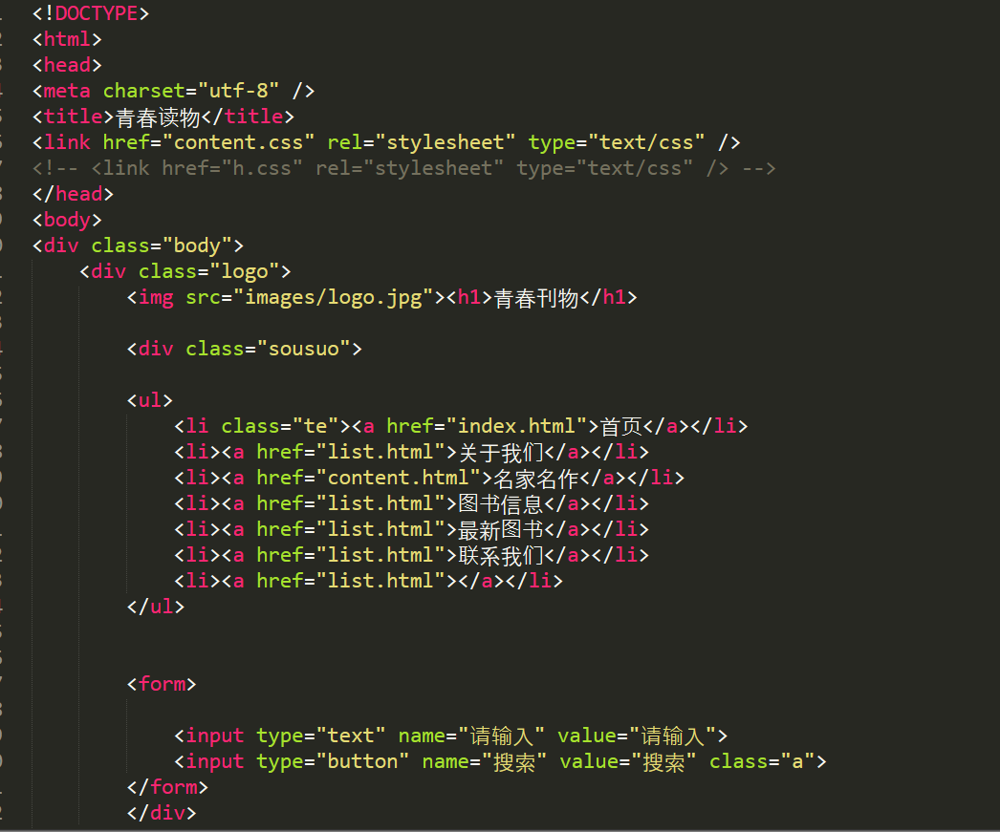 <!DOCTYPE>
<html>
<head>
<meta charset="utf-8" />
<title>青春读物</title>
<link href="content.css" rel="stylesheet" type="text/css" />
<!-- <link href="h.css" rel="stylesheet" type="text/css" /> -->
</head>
<body>
<div class="body">
<div class="logo">
<img src="images/logo.jpg"><h1>青春刊物</h1>
<div class="sousuo">
<ul>
<li class="te"><a href="index.html">首页</a></li>
<li><a href="list.html">关于我们</a></li>
<li><a href="content.html">名家名作</a></li>
<li><a href="list.html">图书信息</a></li>
<li><a href="list.html">最新图书</a></li>
<li><a href="list.html">联系我们</a></li>
<li><a href="list.html"></a></li>
</ul>
<form>
<input type="text" name="请输入" value="请输入">
<input type="button" name="搜索" value="搜索" class="a">
</form>
</div>